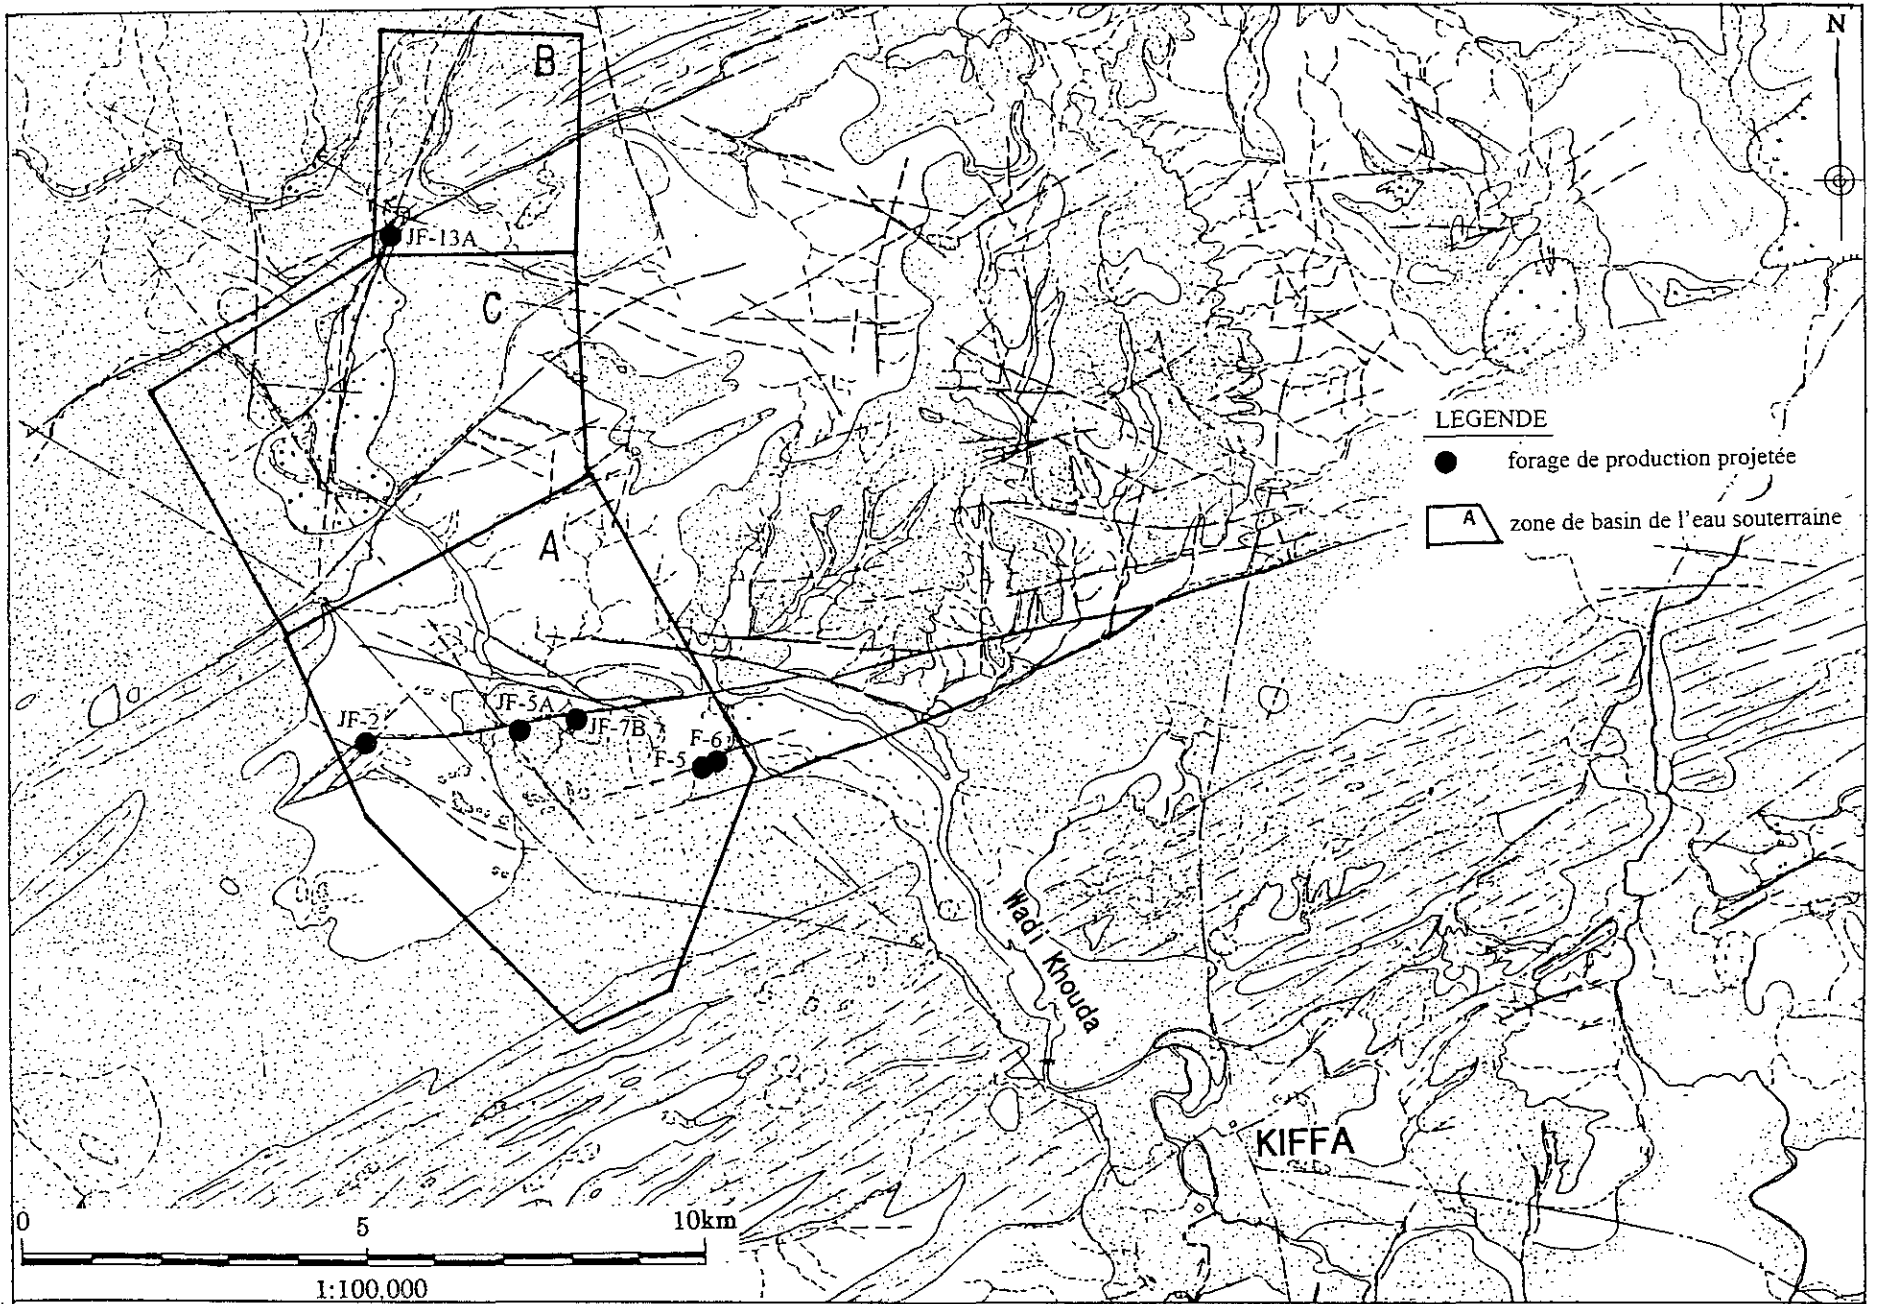 N
B
JF-13A
C
LEGENDE
forage de production projetée
A zone de basin de l'eau souterraine
A
JF-2
JF-5A
JF-7B
F-6
F-5
Wadi Khouda
KIFFA
0 5 10km
1:100,000